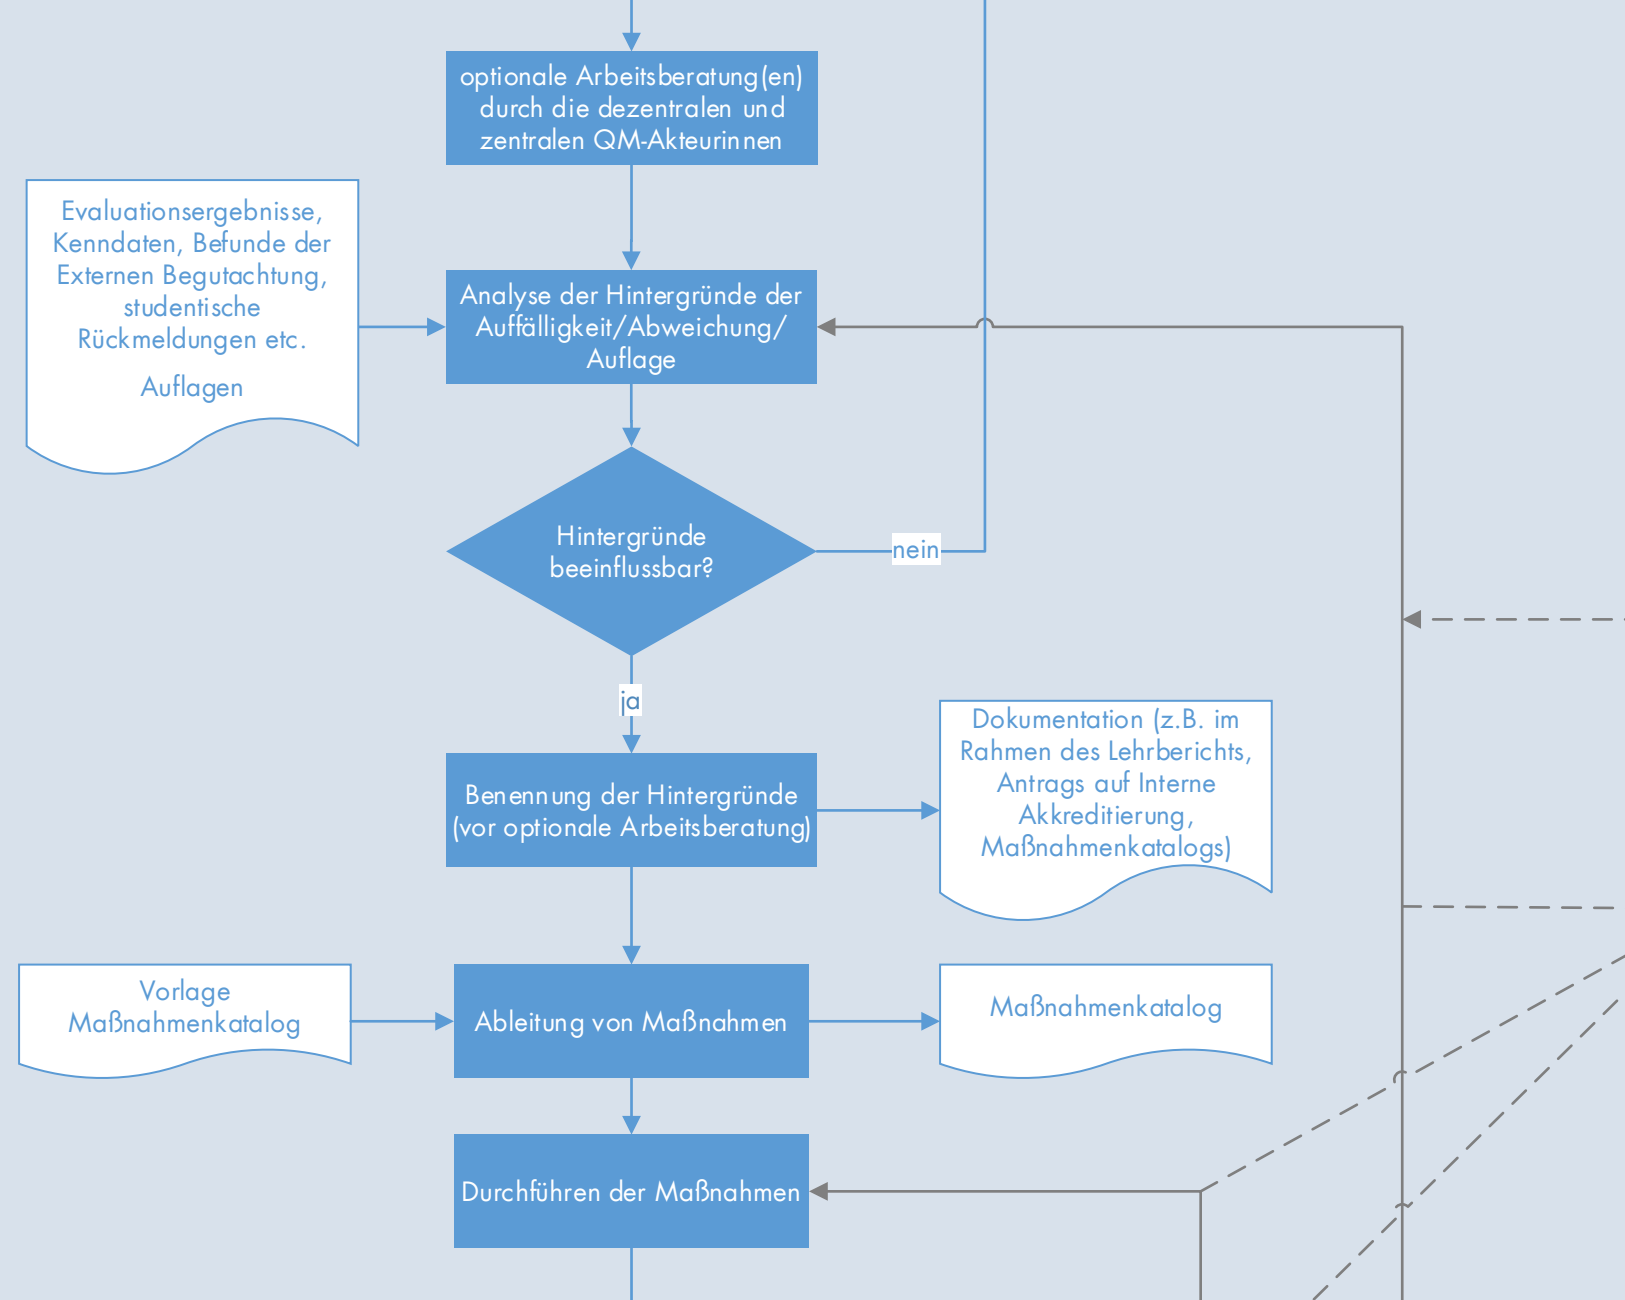 optionale Arbeitsberatung(en)
durch die dezentralen und
zentralen QM-Akteurinnen
Evaluationsergebnisse,
Kenndaten, Befunde der
Externen Begutachtung,
studentische
Rückmeldungen etc.
Auflagen
Analyse der Hintergründe der
Auffälligkeit/Abweichung/
Auflage
Hintergründe
beeinflussbar?
nein
ja
Benennung der Hintergründe
(vor optionale Arbeitsberatung)
Dokumentation (z.B. im
Rahmen des Lehrberichts,
Antrags auf Interne
Akkreditierung,
Maßnahmenkatalogs)
Vorlage
Maßnahmenkatalog
Ableitung von Maßnahmen
Maßnahmenkatalog
Durchführen der Maßnahmen